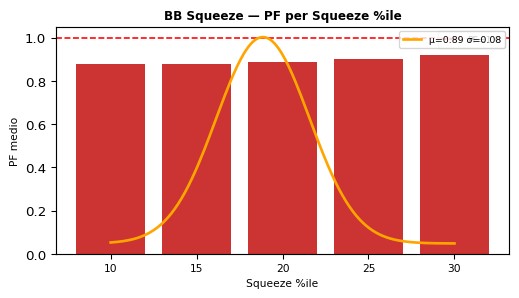 BB Squeeze — PF per Squeeze %ile
μ=0.89 σ=0.08
PF medio
1.0
0.8
0.6
0.4
0.2
0.0
10 15 20 25 30
Squeeze %ile